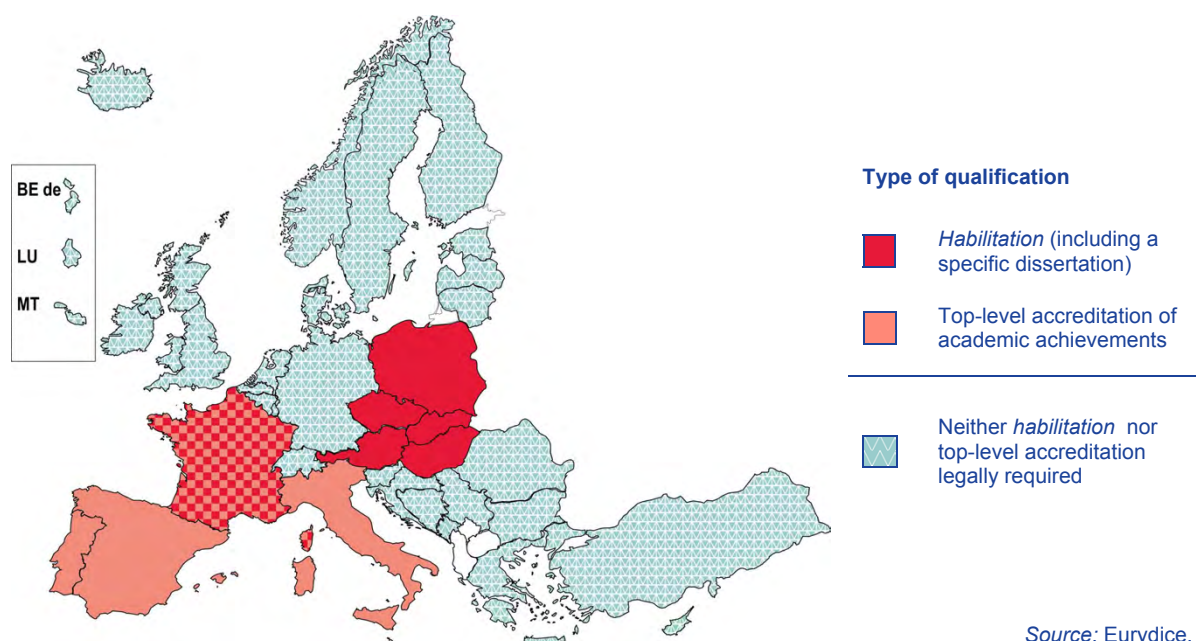 BE de
LU
MT
Type of qualification
Habilitation (including a
specific dissertation)
Top-level accreditation of
academic achievements
Neither habilitation nor
top-level accreditation
legally required
Source: Eurydice.